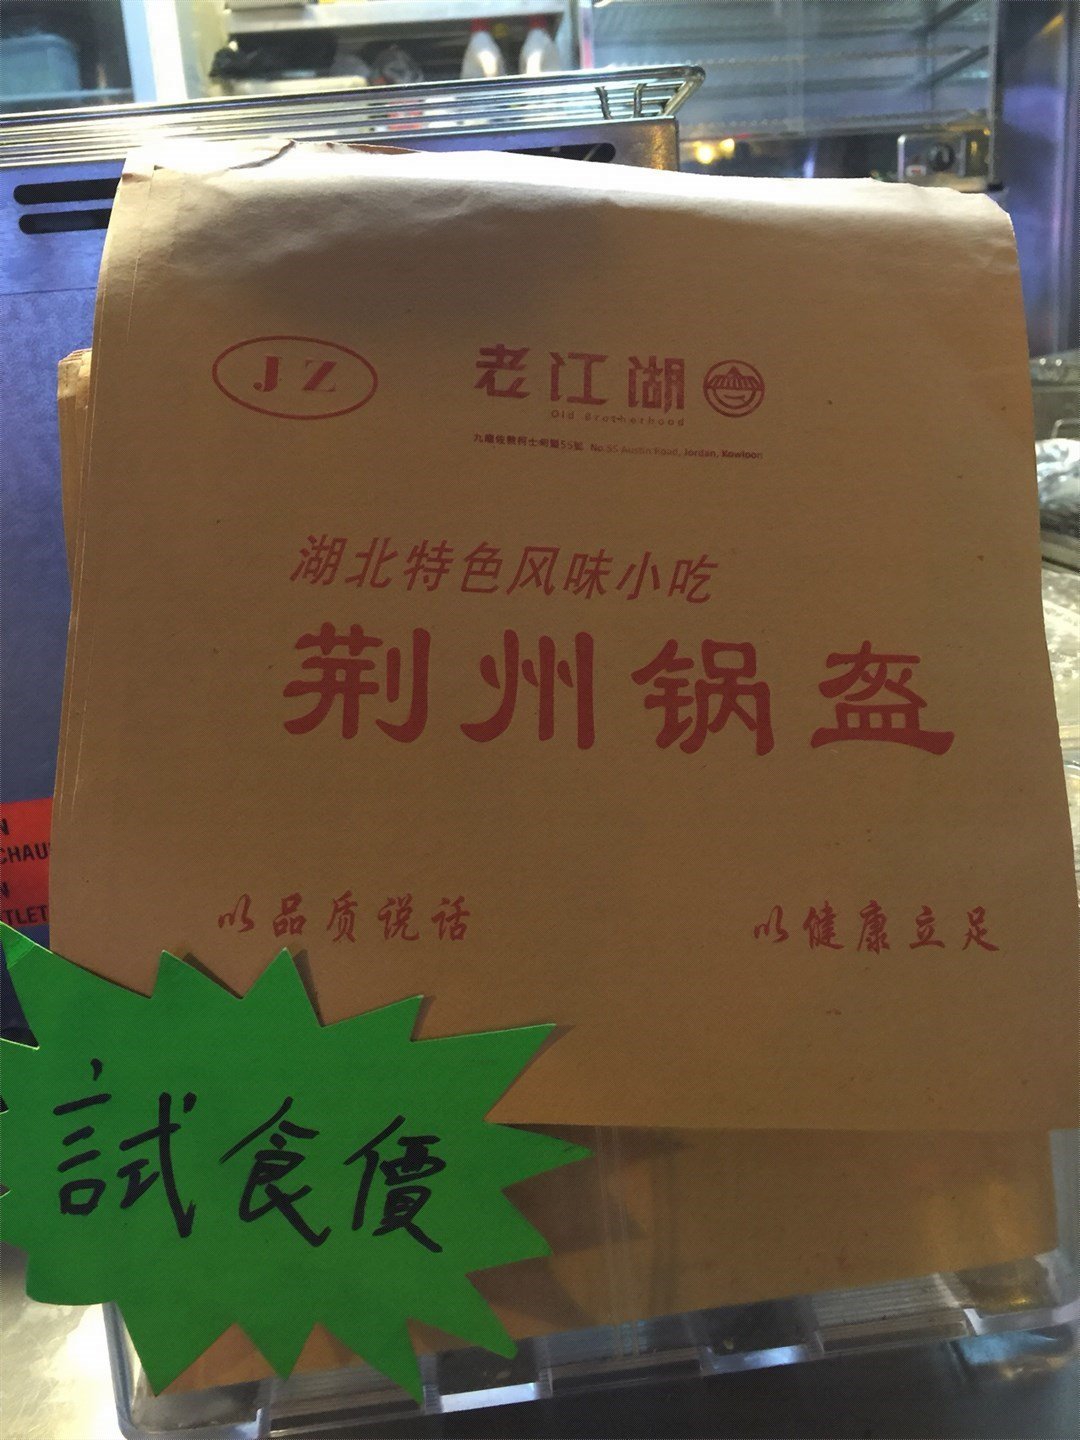 JZ
老江湖
Old Brotherhood
九龍佐敦柯士甸道55號 No.55 Austin Road, Jordan, Kowloon
湖北特色风味小吃
荆州锅盔
以品质说话 以健康立足
試食價